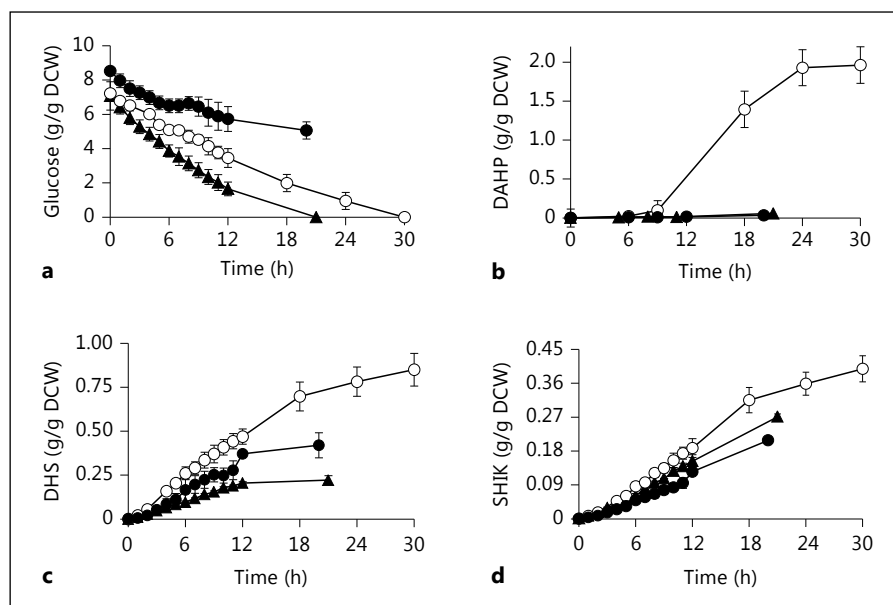 Glucose (g/g DCW)
10
8
6
4
2
0
0 6 12 18 24 30
Time (h)
a
DAHP (g/g DCW)
2.0
1.5
1.0
0.5
0
0 6 12 18 24 30
Time (h)
b
DHS (g/g DCW)
1.00
0.75
0.50
0.25
0
0 6 12 18 24 30
Time (h)
c
SHIK (g/g DCW)
0.45
0.36
0.27
0.18
0.09
0
0 6 12 18 24 30
Time (h)
d